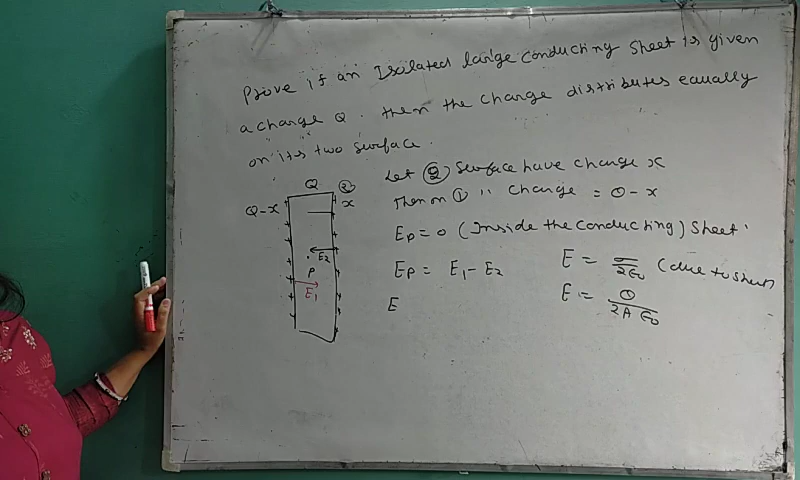 Prove if an Isolated large conducting sheet is given
a charge Q. then the charge distributes equally
on its two surface.
Let ② surface have charge x
Then on ① " charge = Q - x
Ep = 0 (Inside the conducting) sheet.
Ep = E₁ - E₂
E
E = σ/2ε₀ (due to sheet)
E = Q/2Aε₀
Q
②
Q-x
x
E₂
P
E₁